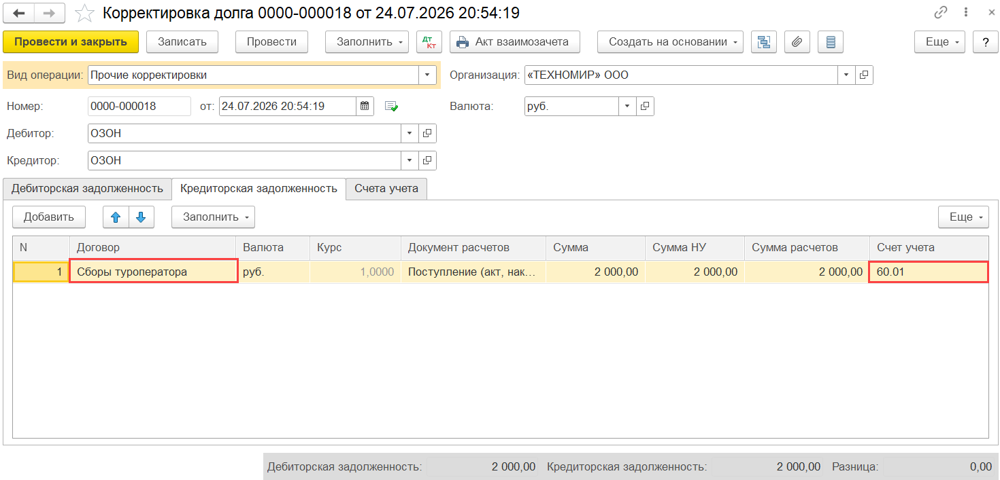 Корректировка долга 0000-000018 от 24.07.2026 20:54:19
Провести и закрыть Записать Провести Заполнить Дт Кт Акт взаимозачета Создать на основании Еще ?
Вид операции: Прочие корректировки Организация: «ТЕХНОМИР» ООО
Номер: 0000-000018 от: 24.07.2026 20:54:19 Валюта: руб.
Дебитор: ОЗОН
Кредитор: ОЗОН
Дебиторская задолженность Кредиторская задолженность Счета учета
Добавить Заполнить Еще
N Договор Валюта Курс Документ расчетов Сумма Сумма НУ Сумма расчетов Счет учета
1 Сборы туроператора руб. 1,0000 Поступление (акт, нак... 2 000,00 2 000,00 2 000,00 60.01
Дебиторская задолженность: 2 000,00 Кредиторская задолженность: 2 000,00 Разница: 0,00